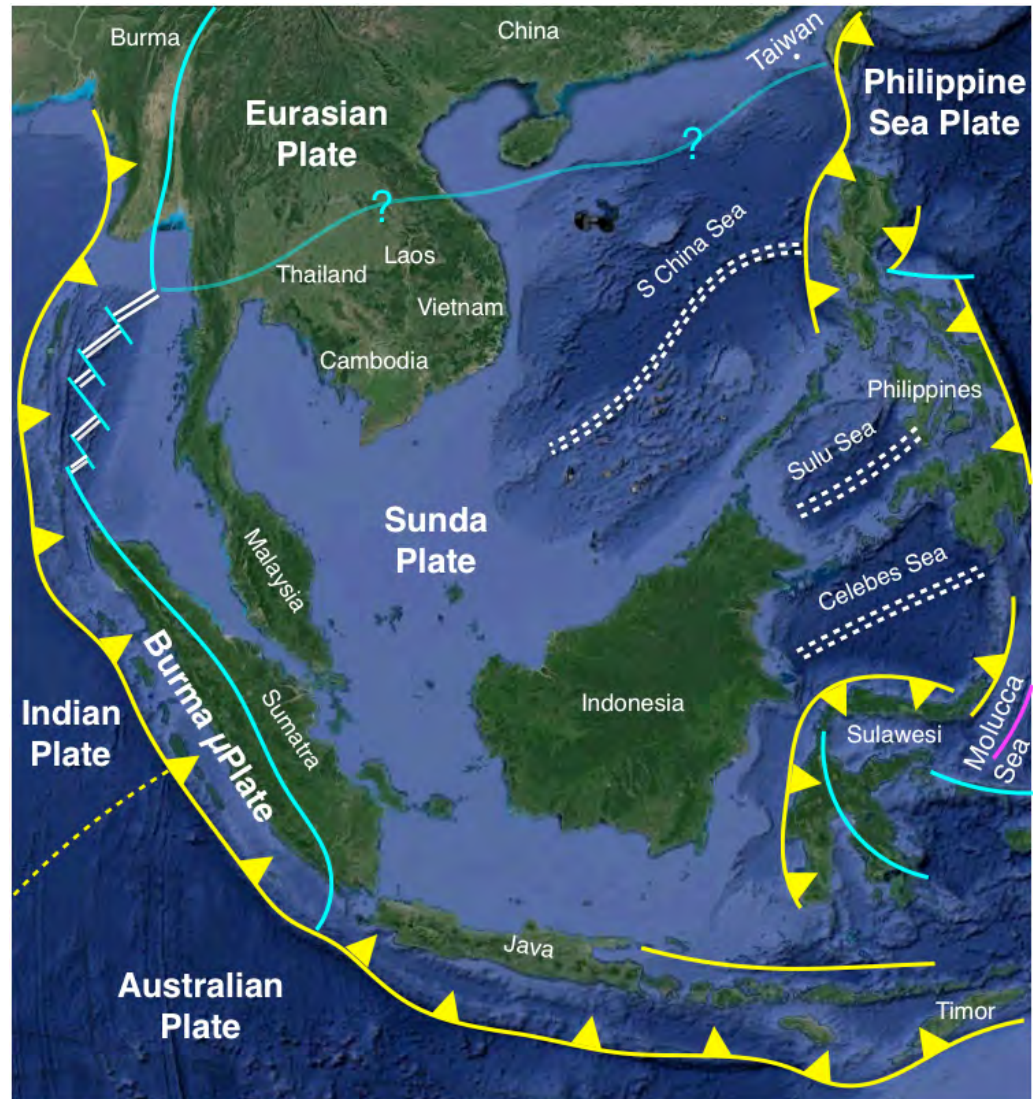 Burma
China
Taiwan
Philippine
Sea Plate
Eurasian
Plate
?
?
S China Sea
Laos
Thailand
Vietnam
Cambodia
Philippines
Sulu Sea
Sunda
Plate
Malaysia
Celebes Sea
Burma µPlate
Sumatra
Indian
Plate
Indonesia
Sulawesi
Molucca
Sea
Java
Australian
Plate
Timor